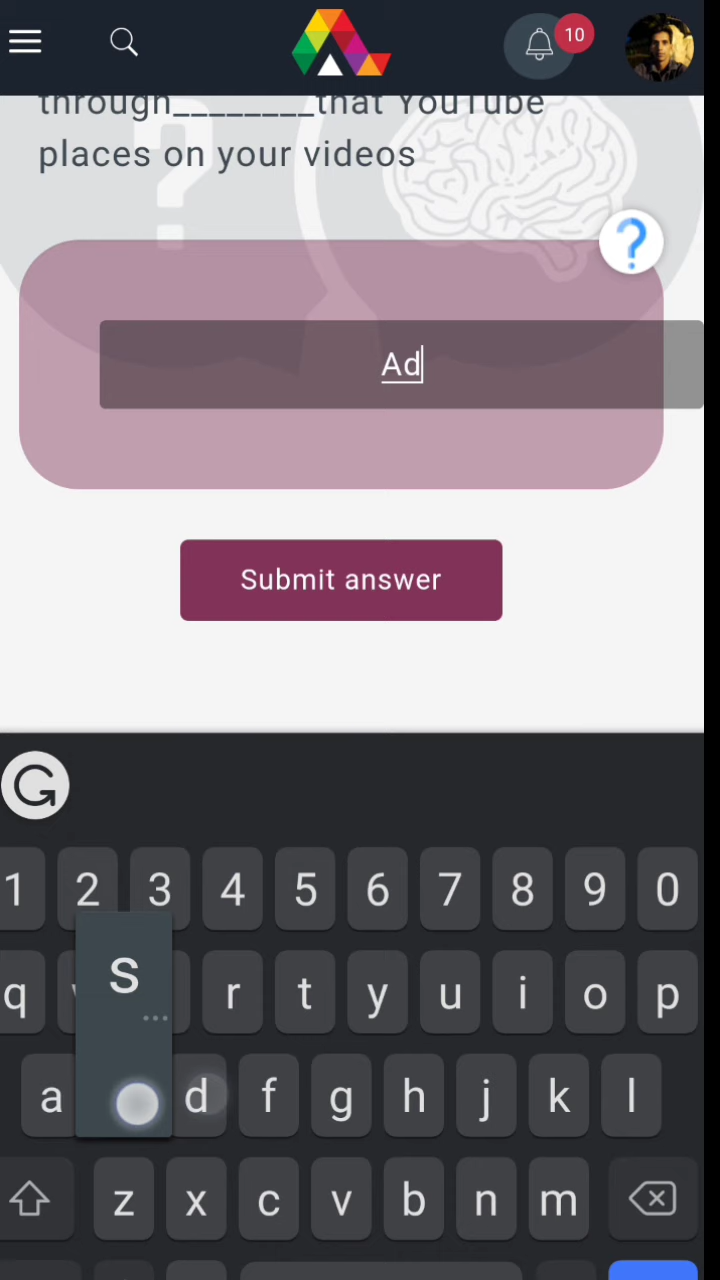 10
through________that YouTube
places on your videos
?
Ad
Submit answer
1 2 3 4 5 6 7 8 9 0
q r t y u i o p
s
a d f g h j k l
z x c v b n m